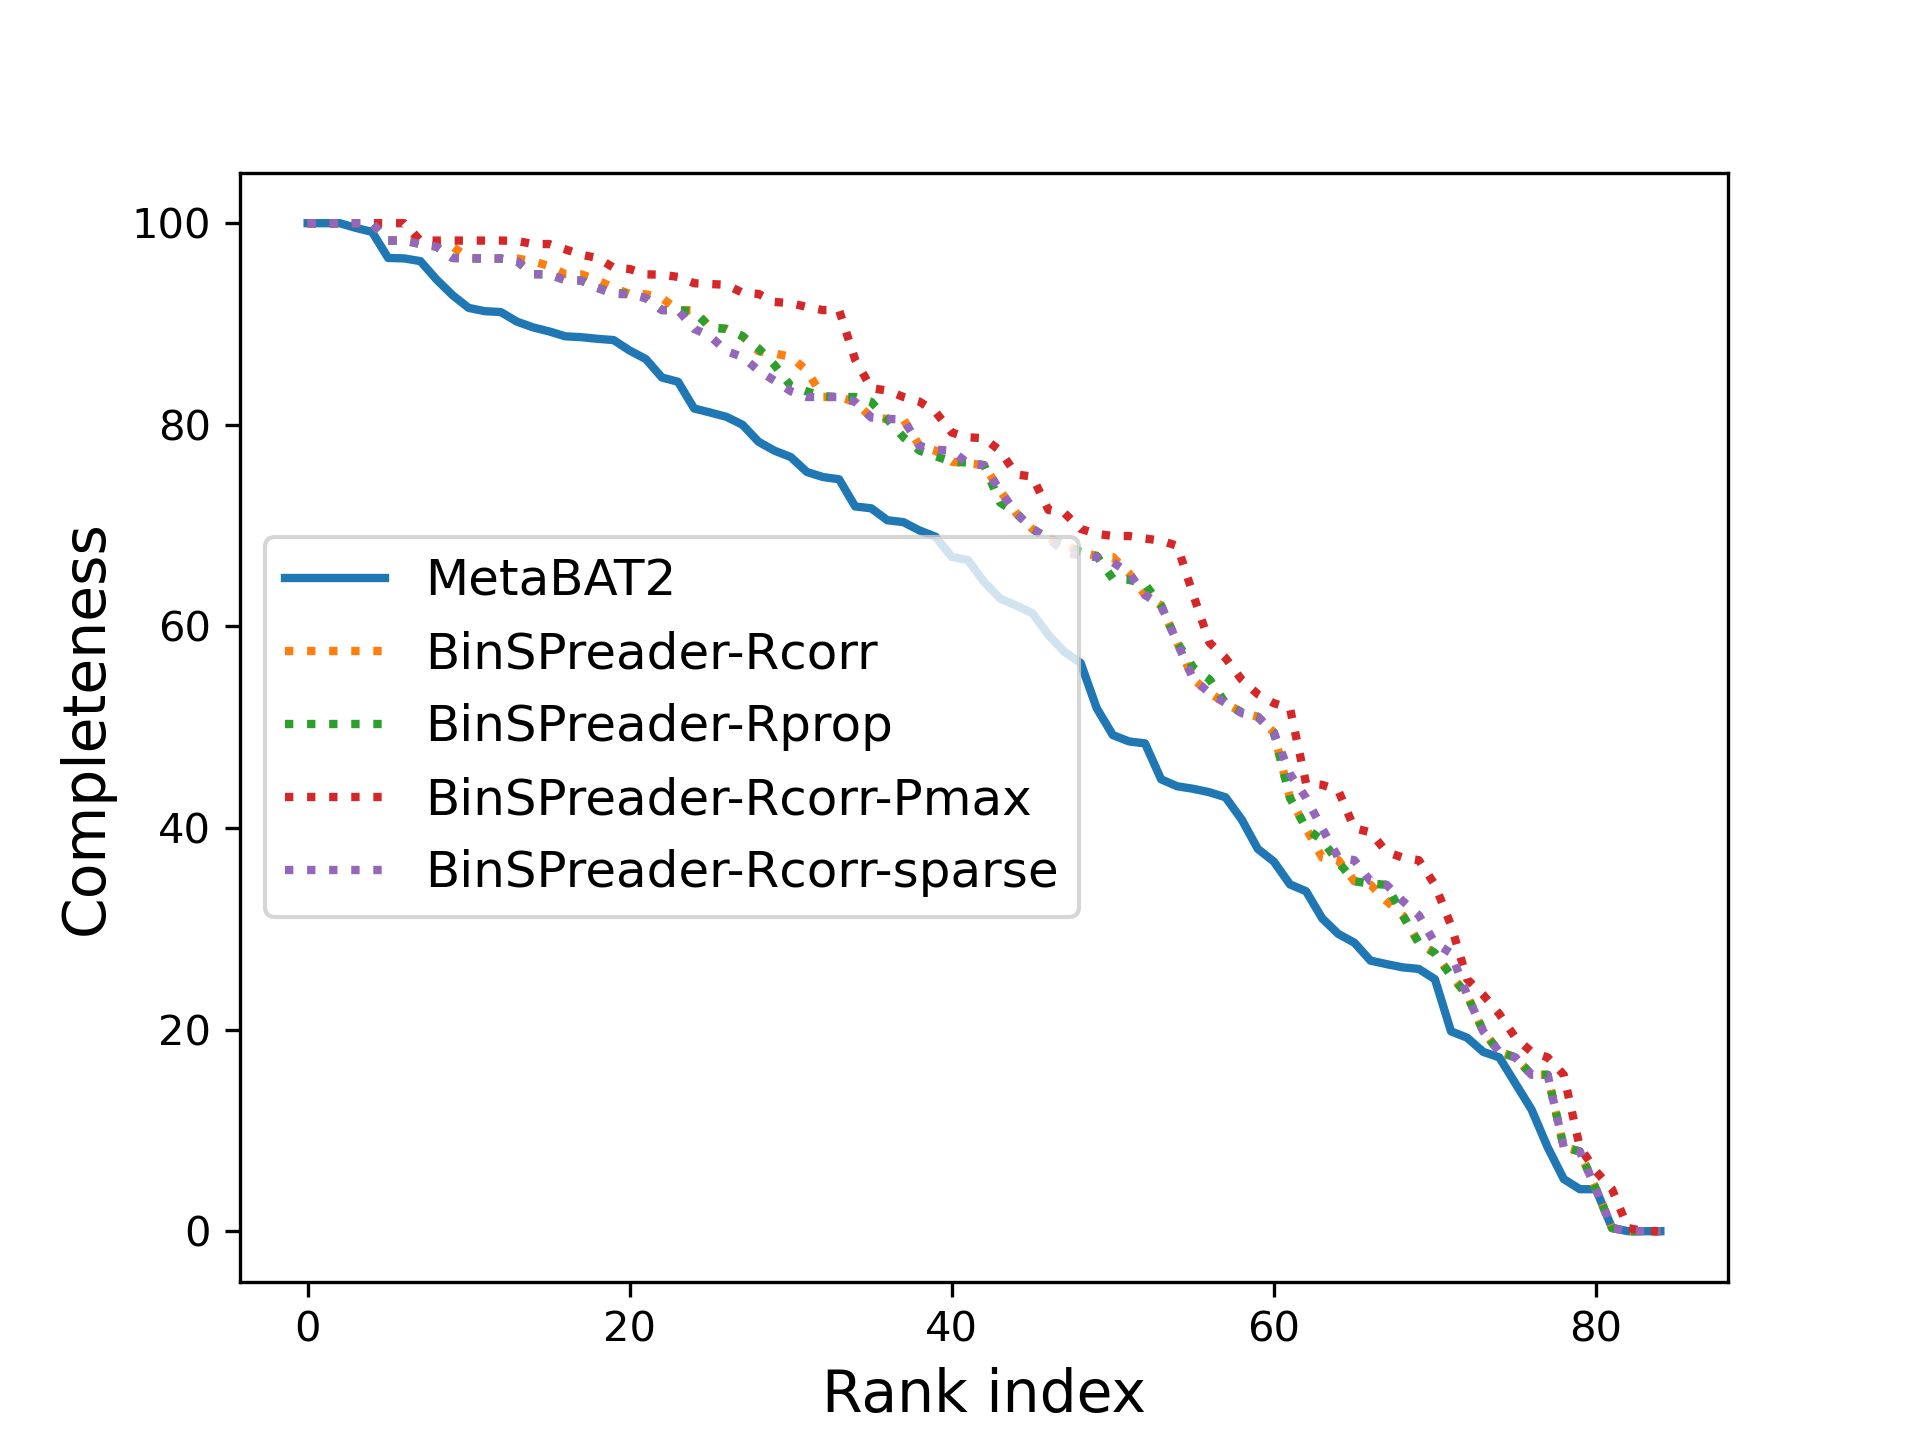 100
80
60
40
20
0
Completeness
MetaBAT2
BinSPreader-Rcorr
BinSPreader-Rprop
BinSPreader-Rcorr-Pmax
BinSPreader-Rcorr-sparse
0 20 40 60 80
Rank index